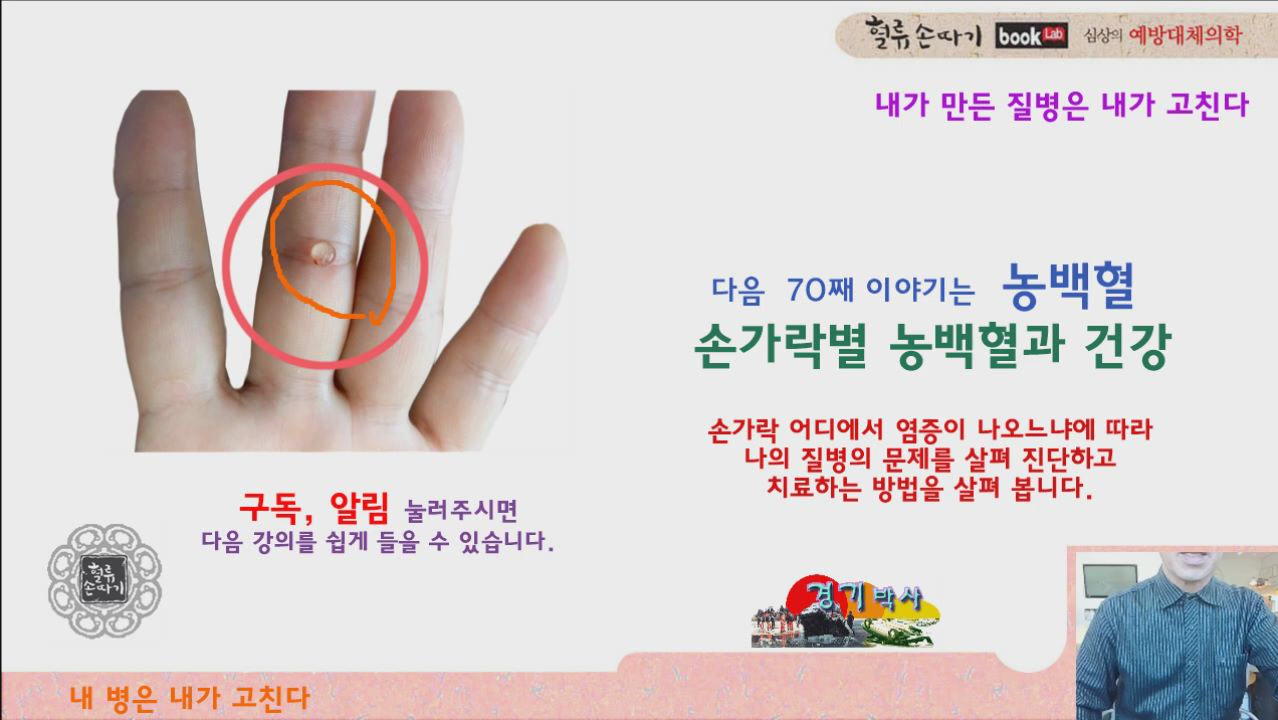 혈류 손따기 book Lab 심상의 예방대체의학
내가 만든 질병은 내가 고친다
다음 70째 이야기는 농백혈
손가락별 농백혈과 건강
손가락 어디에서 염증이 나오느냐에 따라
나의 질병의 문제를 살펴 진단하고
치료하는 방법을 살펴 봅니다.
구독, 알림 눌러주시면
다음 강의를 쉽게 들을 수 있습니다.
혈류
손따기
경기박사
내 병은 내가 고친다